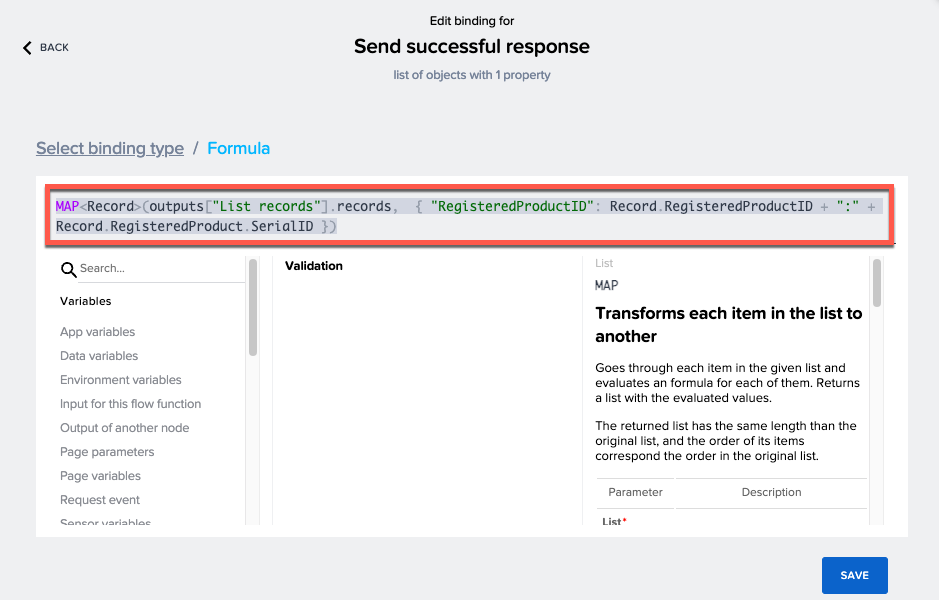 Edit binding for
BACK
Send successful response
list of objects with 1 property
Select binding type / Formula
MAP<Record>(outputs["List records"].records,  { "RegisteredProductID": Record.RegisteredProductID + ":" +
Record.RegisteredProduct.SerialID })
Search...
Variables
App variables
Data variables
Environment variables
Input for this flow function
Output of another node
Page parameters
Page variables
Request event
Sensor variables
Validation
List
MAP
Transforms each item in the list to
another
Goes through each item in the given list and
evaluates an formula for each of them. Returns
a list with the evaluated values.
The returned list has the same length than the
original list, and the order of its items
correspond the order in the original list.
Parameter Description
List*
SAVE